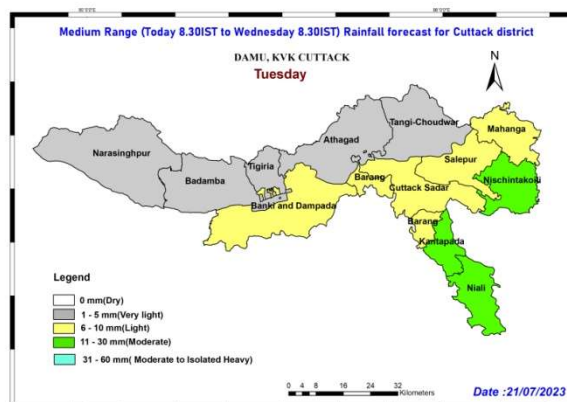 Medium Range (Today 8.30IST to Wednesday 8.30IST) Rainfall forecast for Cuttack district
DAMU, KVK CUTTACK
Tuesday
N
Tangi-Choudwar
Mahanga
Athagad
Narasinghpur
Salepur
Tigiria
Badamba
Barang
Nischintakoili
Cuttack Sadar
Banki and Dampada
Barang
Kantapada
Niali
Legend
0 mm(Dry)
1 - 5 mm(Very light)
6 - 10 mm(Light)
11 - 30 mm(Moderate)
31 - 60 mm( Moderate to Isolated Heavy)
0 4 8 16 24 32
Kilometers
Date :21/07/2023